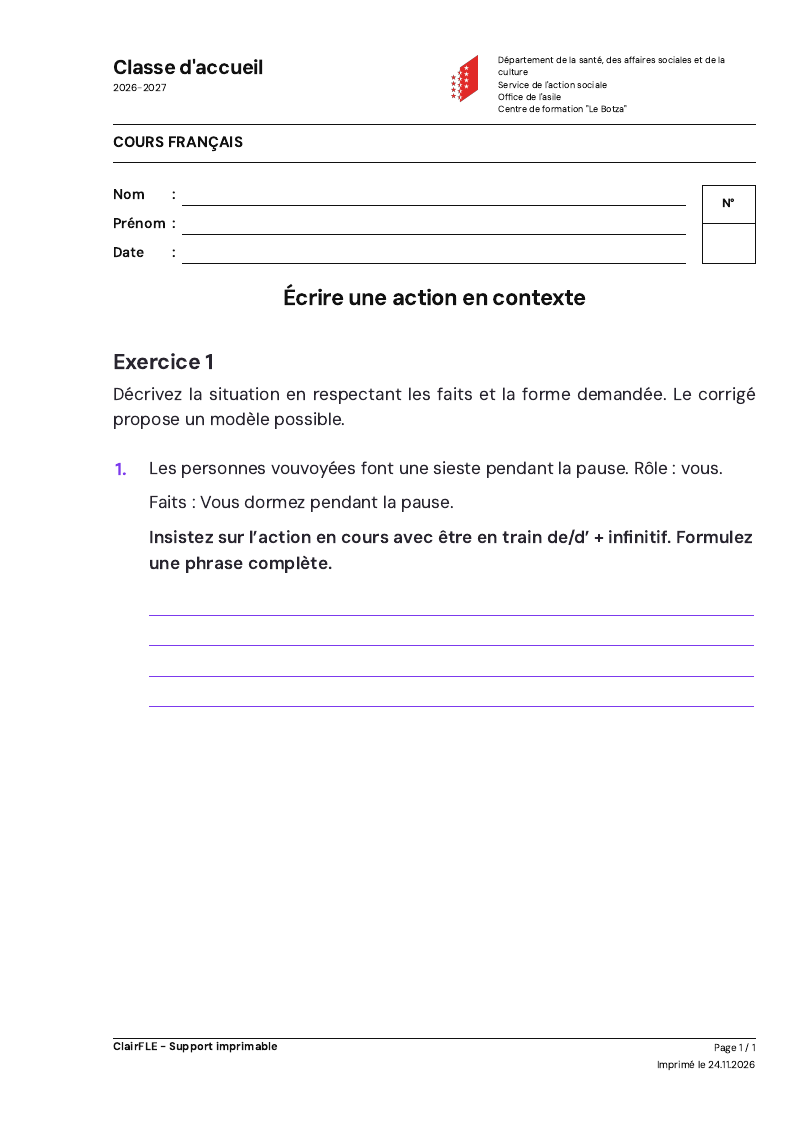 Classe d'accueil
2026-2027
Département de la santé, des affaires sociales et de la
culture
Service de l'action sociale
Office de l'asile
Centre de formation "Le Botza"
COURS FRANÇAIS
Nom :
Prénom :
Date :
N°
Écrire une action en contexte
Exercice 1
Décrivez la situation en respectant les faits et la forme demandée. Le corrigé
propose un modèle possible.
1. Les personnes vouvoyées font une sieste pendant la pause. Rôle : vous.
Faits : Vous dormez pendant la pause.
Insistez sur l’action en cours avec être en train de/d’ + infinitif. Formulez
une phrase complète.
ClairFLE - Support imprimable
Page 1 / 1
Imprimé le 24.11.2026